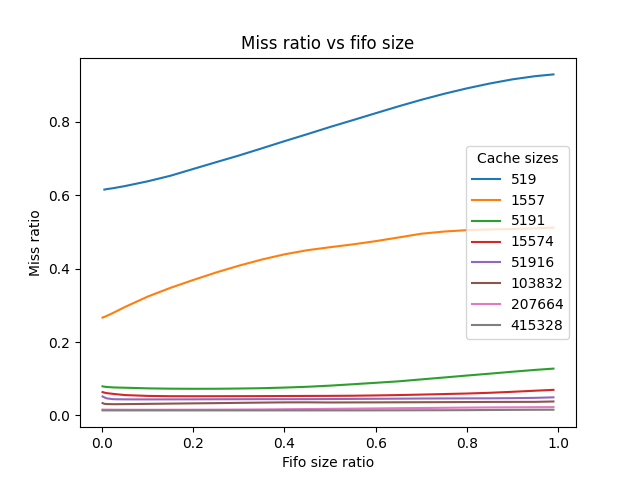 Miss ratio vs fifo size
Miss ratio
0.8
0.6
0.4
0.2
0.0
Cache sizes
519
1557
5191
15574
51916
103832
207664
415328
0.0 0.2 0.4 0.6 0.8 1.0
Fifo size ratio